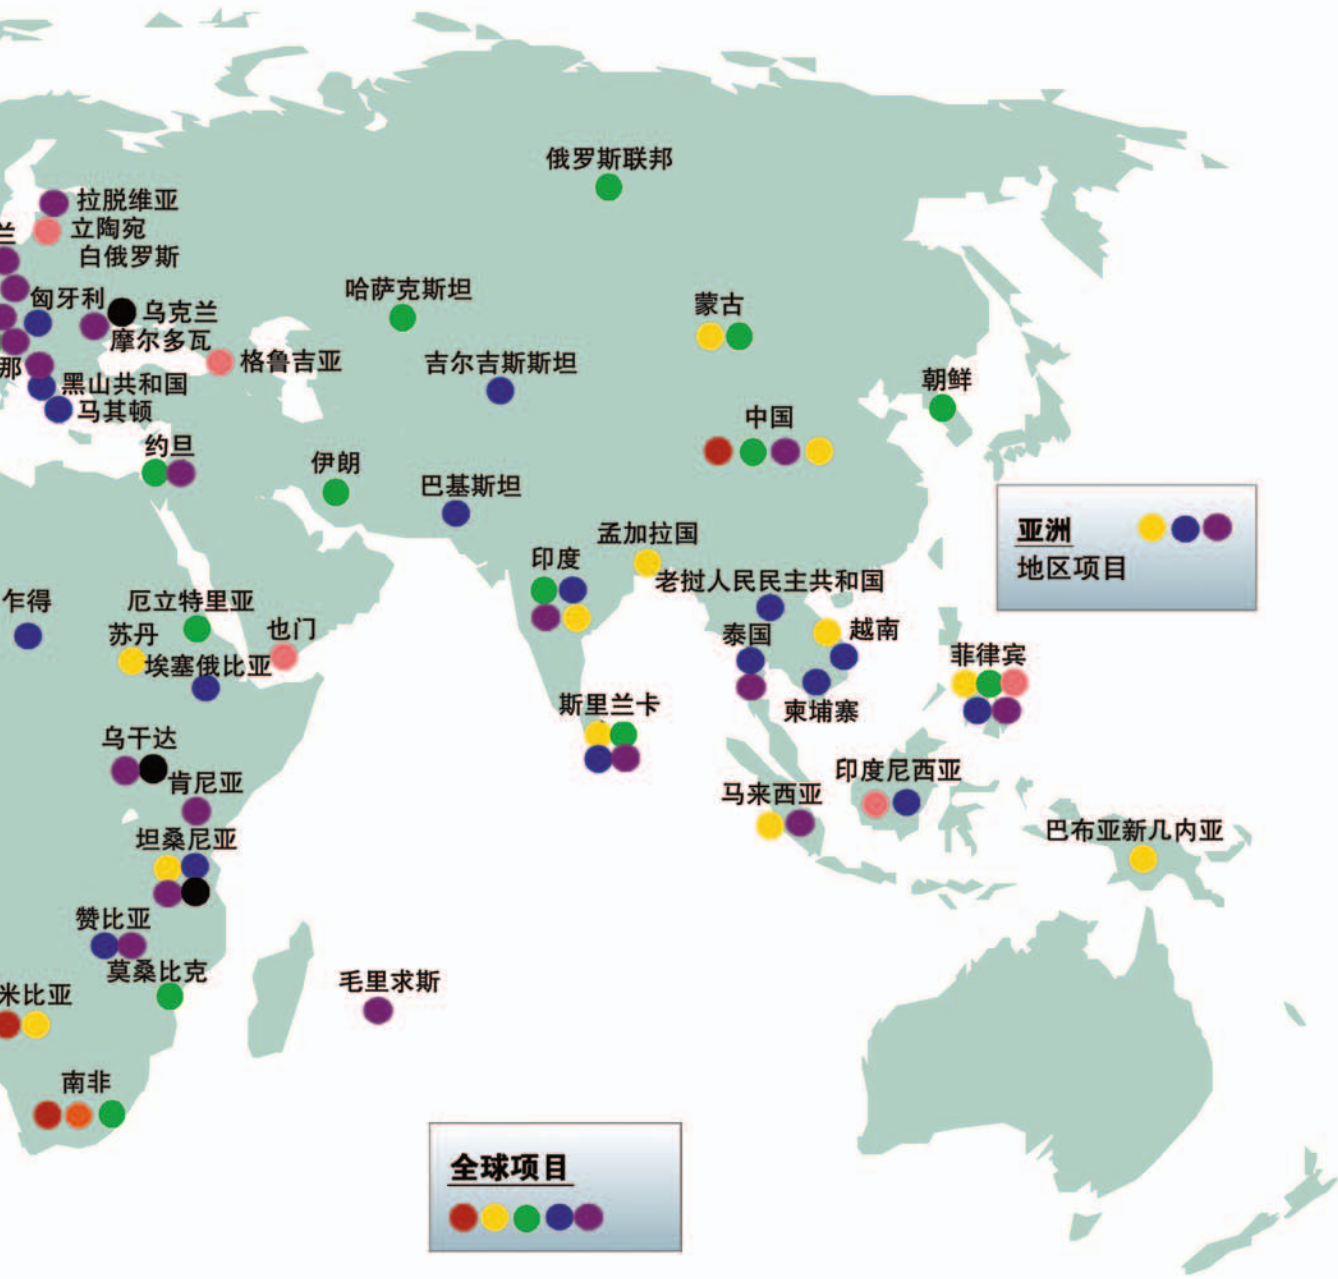 俄罗斯联邦
拉脱维亚
兰
立陶宛
白俄罗斯
哈萨克斯坦
匈牙利
乌克兰
蒙古
摩尔多瓦
格鲁吉亚
吉尔吉斯斯坦
那
黑山共和国
朝鲜
马其顿
中国
约旦
伊朗
巴基斯坦
亚洲
地区项目
孟加拉国
印度
老挝人民民主共和国
乍得
厄立特里亚
苏丹
也门
泰国
越南
埃塞俄比亚
菲律宾
斯里兰卡
柬埔寨
乌干达
肯尼亚
印度尼西亚
马来西亚
坦桑尼亚
巴布亚新几内亚
赞比亚
莫桑比克
毛里求斯
米比亚
南非
全球项目